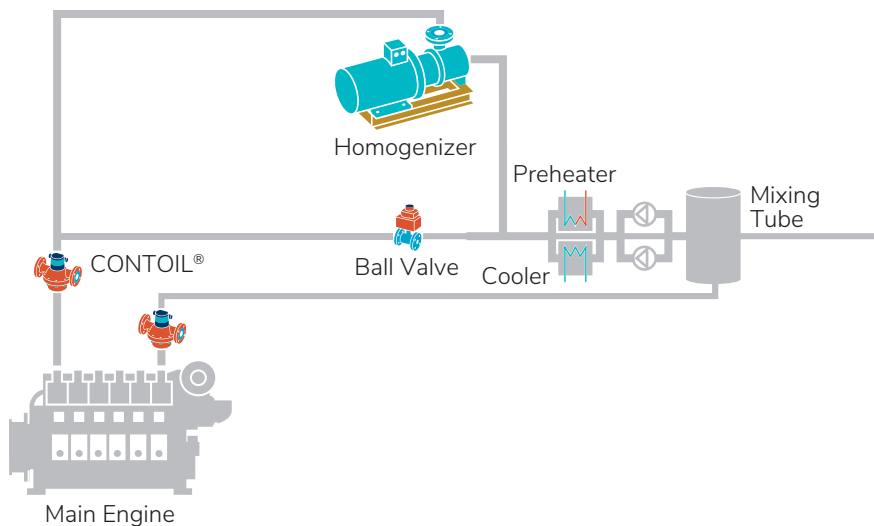 Homogenizer
Preheater
Mixing
Tube
CONTOIL®
Ball Valve
Cooler
Main Engine